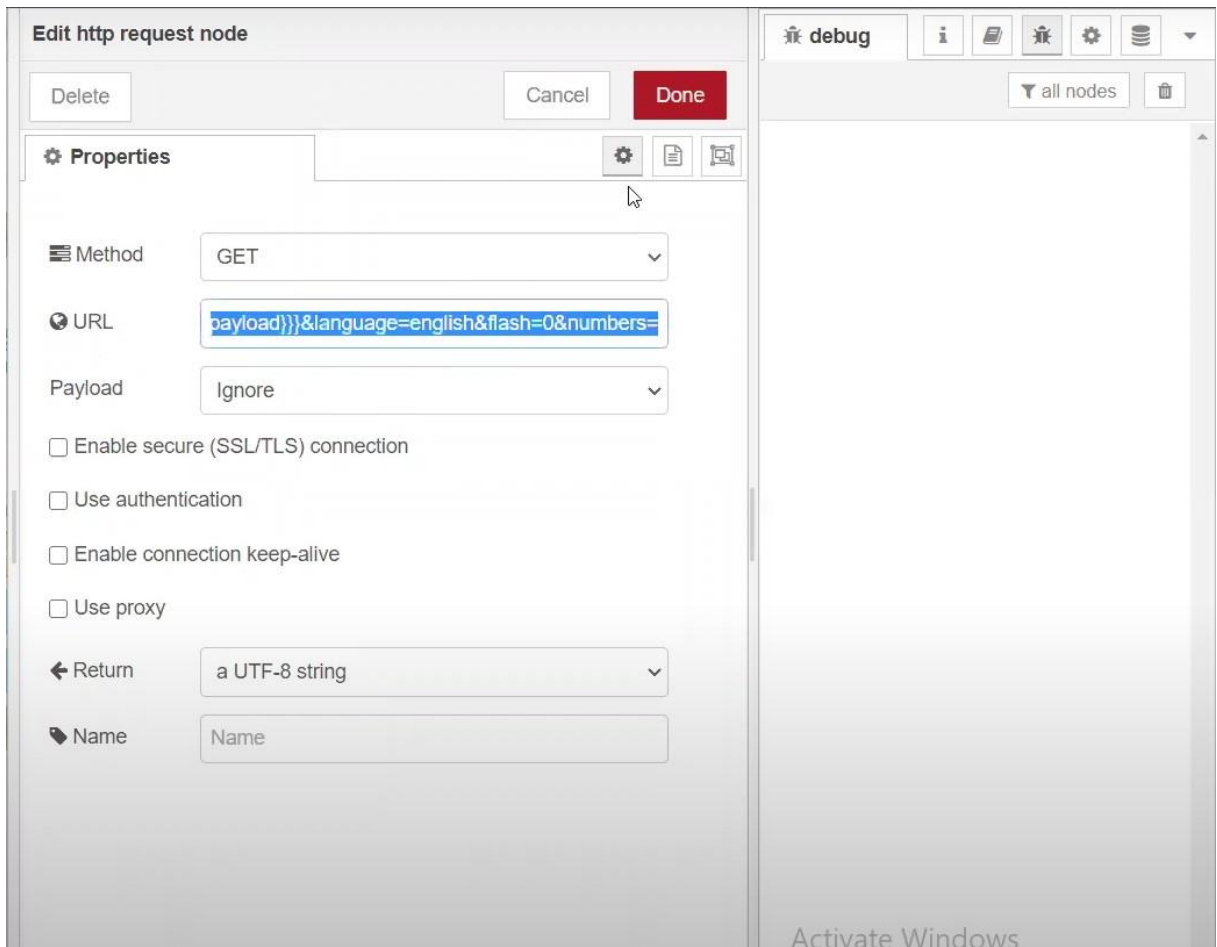 Edit http request node
Delete
Cancel
Done
Properties
Method
GET
URL
payload}}}&language=english&flash=0&numbers=
Payload
Ignore
Enable secure (SSL/TLS) connection
Use authentication
Enable connection keep-alive
Use proxy
Return
a UTF-8 string
Name
Name
debug
all nodes
Activate Windows